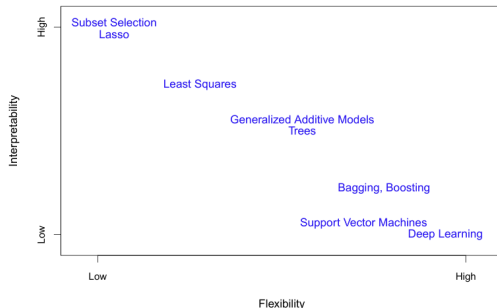 High
Subset Selection
Lasso
Least Squares
Generalized Additive Models
Trees
Interpretability
Bagging, Boosting
Support Vector Machines
Deep Learning
Low
Low
High
Flexibility